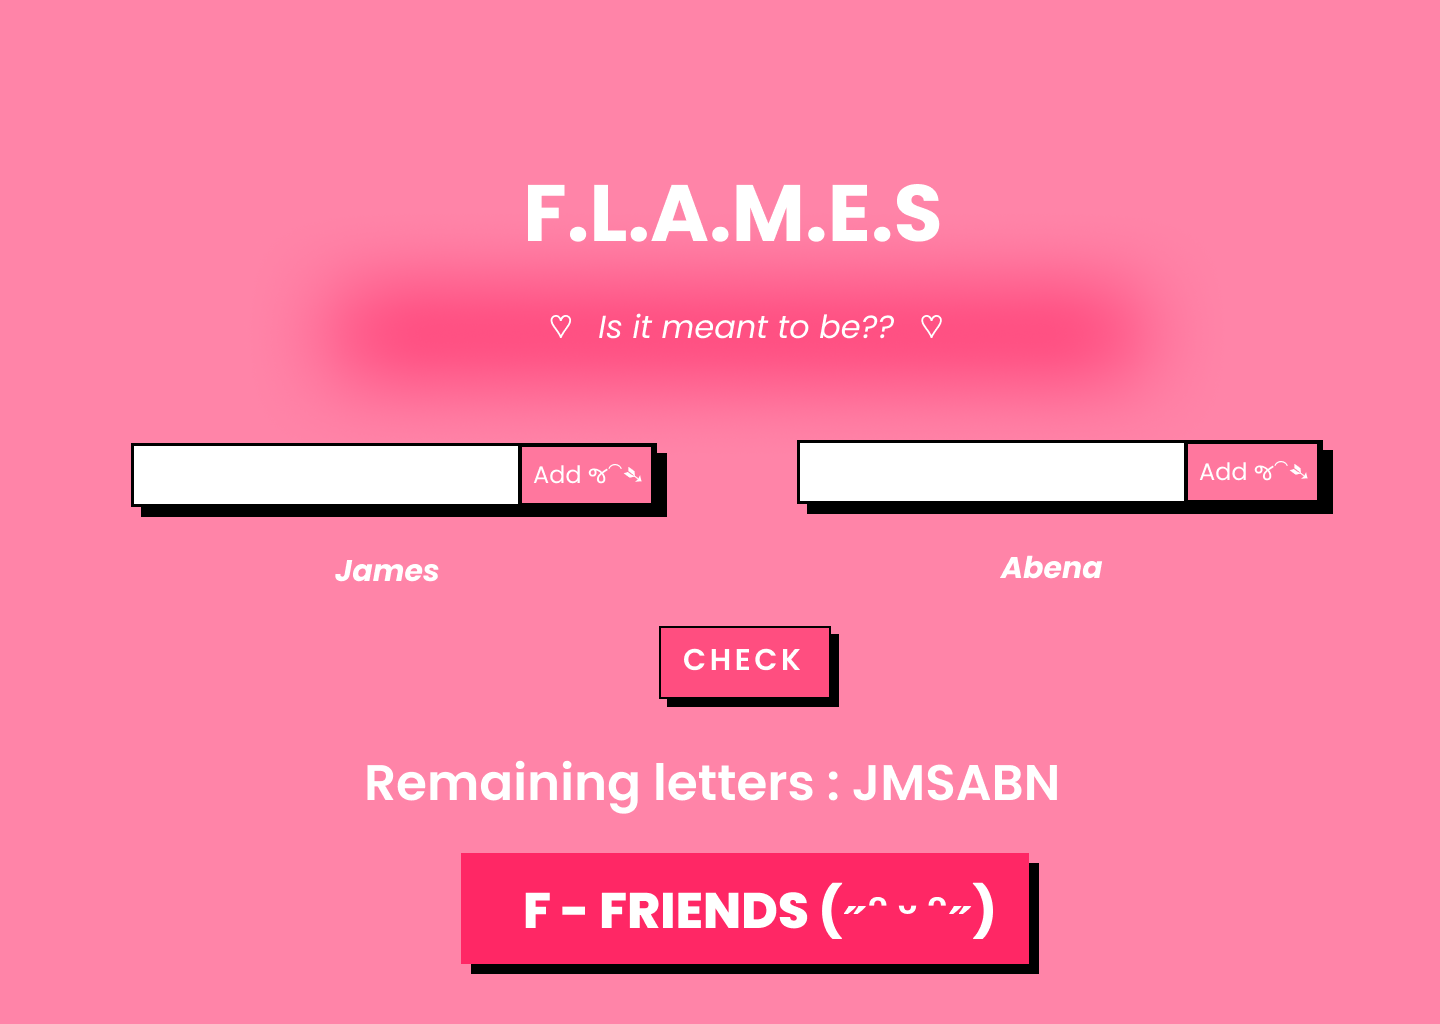 F.L.A.M.E.S
♡ Is it meant to be?? ♡
Add જ⁀➴
Add જ⁀➴
James
Abena
CHECK
Remaining letters : JMSABN
F - FRIENDS (˶ᵔ ᵕ ᵔ˶)